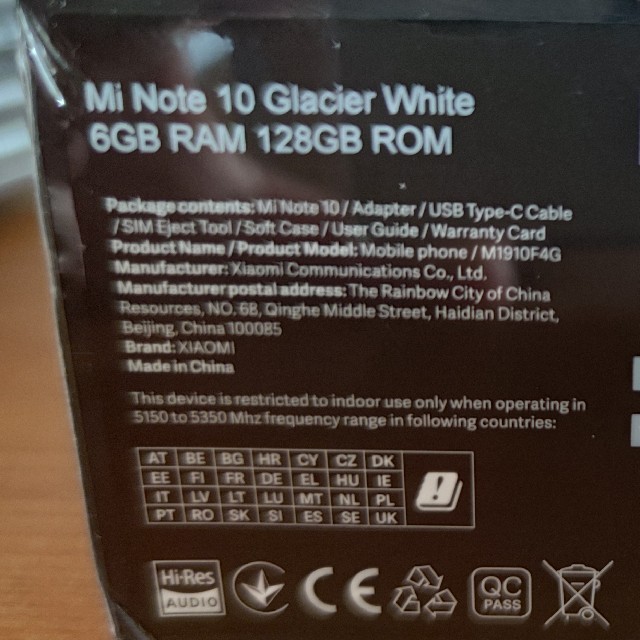 Mi Note 10 Glacier White
6GB RAM 128GB ROM
Package contents: Mi Note 10 / Adapter / USB Type-C Cable
/ SIM Eject Tool / Soft Case / User Guide / Warranty Card
Product Name / Product Model: Mobile phone / M1910F4G
Manufacturer: Xiaomi Communications Co., Ltd.
Manufacturer postal address: The Rainbow City of China
Resources, NO. 68, Qinghe Middle Street, Haidian District,
Beijing, China 100085
Brand: XIAOMI
Made in China
This device is restricted to indoor use only when operating in
5150 to 5350 Mhz frequency range in following countries:
AT BE BG HR CY CZ DK
EE FI FR DE EL HU IE
IT LV LT LU MT NL PL
PT RO SK SI ES SE UK
Hi-Res
AUDIO
CE
QC
PASS